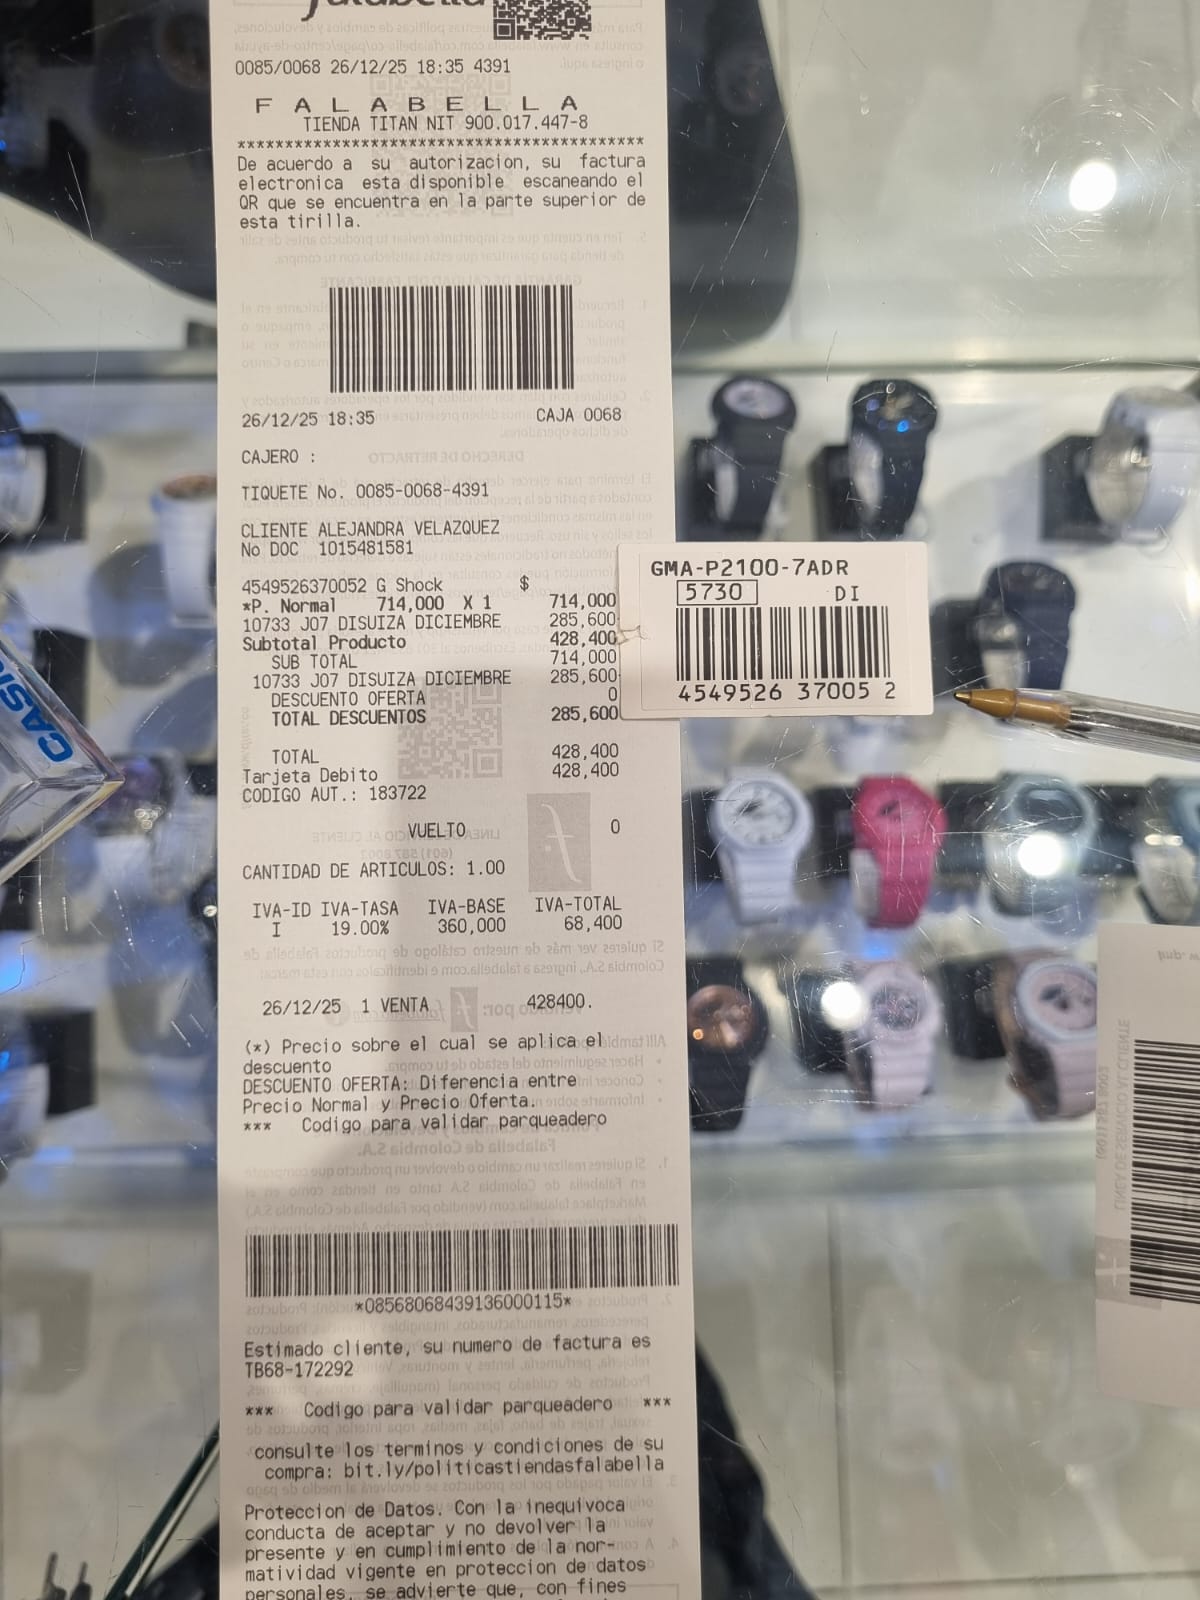 falabella
0085/0068 26/12/25 18:35 4391
F A L A B E L L A
TIENDA TITAN NIT 900.017.447-8
*******************************************
De acuerdo a su autorizacion, su factura
electronica esta disponible escaneando el
QR que se encuentra en la parte superior de
esta tirilla.
26/12/25 18:35 CAJA 0068
CAJERO :
TIQUETE No. 0085-0068-4391
CLIENTE ALEJANDRA VELAZQUEZ
No DOC 1015481581
4549526370052 G Shock $
*P. Normal 714,000 X 1 714,000
10733 J07 DISUIZA DICIEMBRE 285,600
Subtotal Producto 428,400
SUB TOTAL 714,000
10733 J07 DISUIZA DICIEMBRE 285,600
DESCUENTO OFERTA 0
TOTAL DESCUENTOS 285,600
TOTAL 428,400
Tarjeta Debito 428,400
CODIGO AUT.: 183722
VUELTO 0
CANTIDAD DE ARTICULOS: 1.00
IVA-ID IVA-TASA IVA-BASE IVA-TOTAL
I 19.00% 360,000 68,400
26/12/25 1 VENTA 428400.
(*) Precio sobre el cual se aplica el
descuento
DESCUENTO OFERTA: Diferencia entre
Precio Normal y Precio Oferta.
*** Codigo para validar parqueadero
*08568068439136000115*
Estimado cliente, su numero de factura es
TB68-172292
*** Codigo para validar parqueadero ***
consulte los terminos y condiciones de su
compra: bit.ly/politicastiendasfalabella
Proteccion de Datos. Con la inequivoca
conducta de aceptar y no devolver la
presente y en cumplimiento de la nor-
matividad vigente en proteccion de datos
personales, se advierte que, con fines
GMA-P2100-7ADR
5730 DI
4549526 37005 2
CASIO